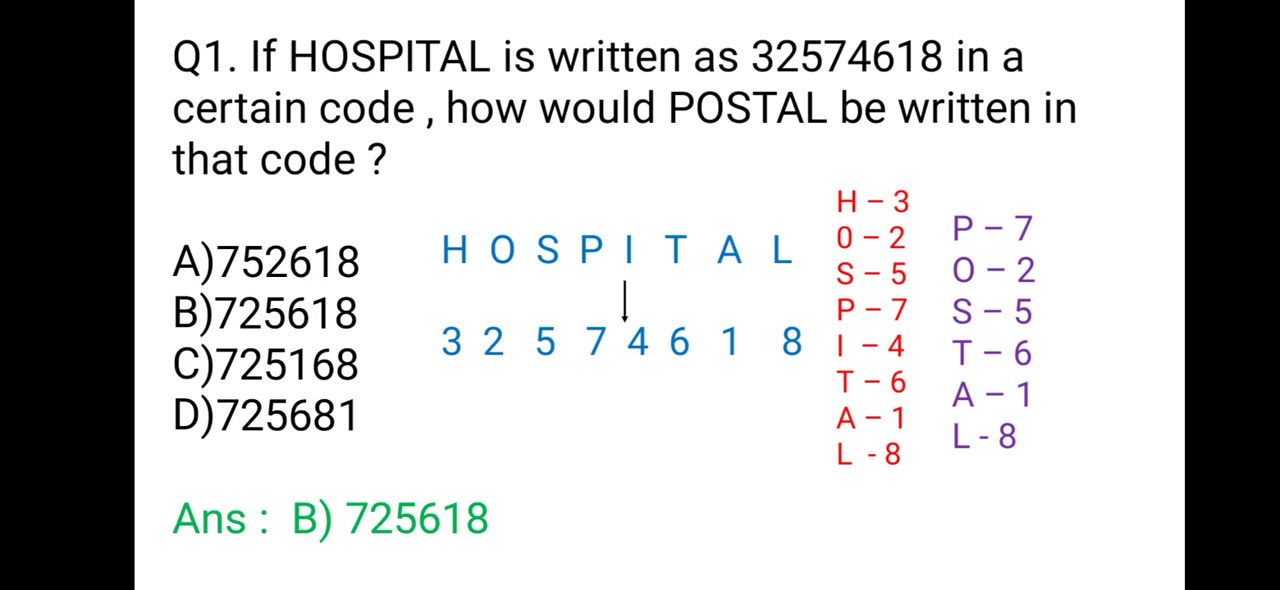 Q1. If HOSPITAL is written as 32574618 in a
certain code , how would POSTAL be written in
that code ?
A)752618
B)725618
C)725168
D)725681
H O S P I T A L
3 2 5 7 4 6 1 8
H – 3
0 – 2
S – 5
P – 7
I – 4
T – 6
A – 1
L - 8
P – 7
O – 2
S – 5
T – 6
A – 1
L - 8
Ans : B) 725618